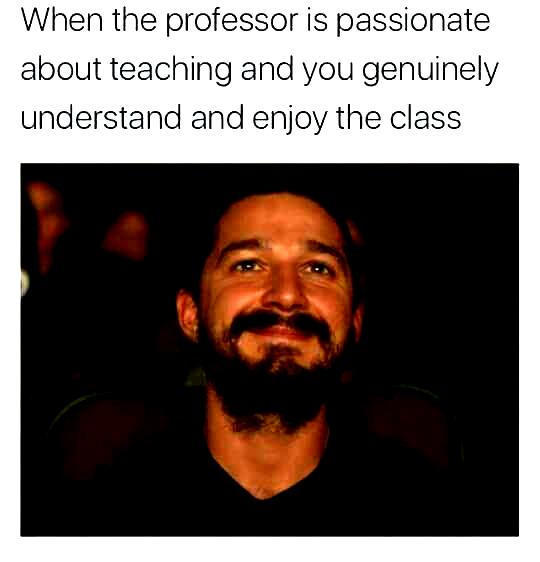 When the professor is passionate
about teaching and you genuinely
understand and enjoy the class